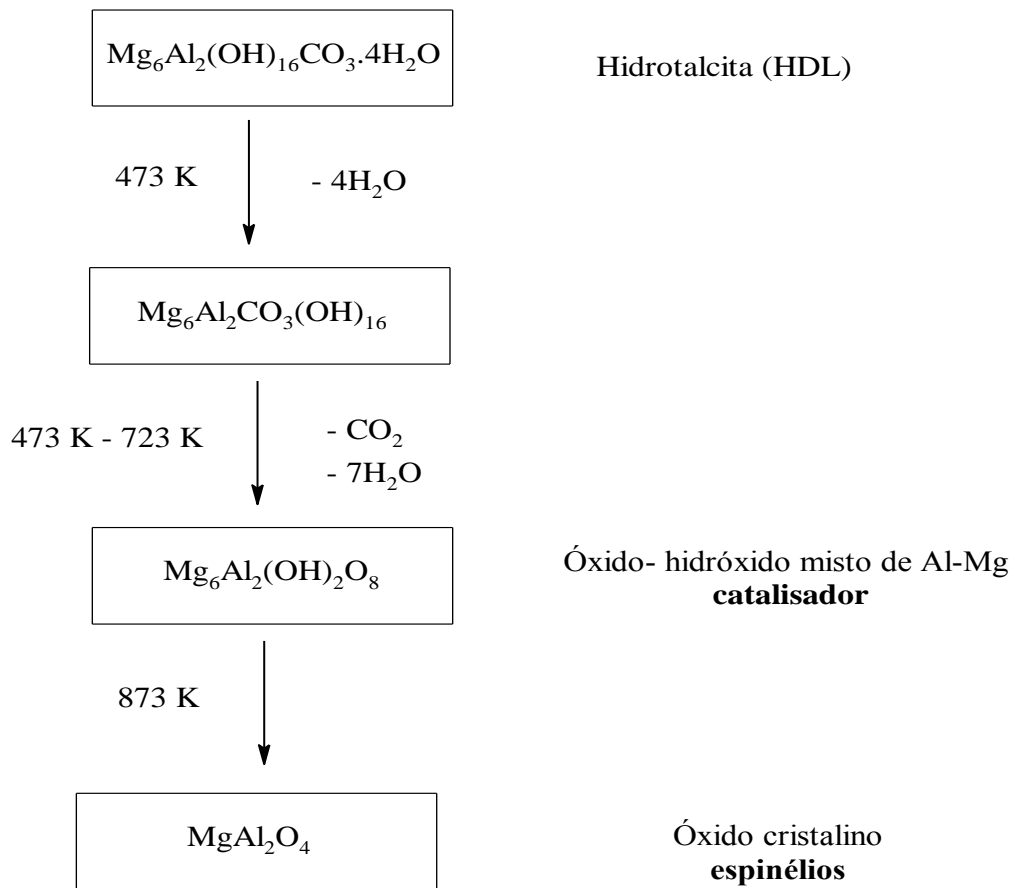 Mg₆Al₂(OH)₁₆CO₃.4H₂O
Hidrotalcita (HDL)
473 K
- 4H₂O
Mg₆Al₂CO₃(OH)₁₆
473 K - 723 K
- CO₂
- 7H₂O
Mg₆Al₂(OH)₂O₈
Óxido- hidróxido misto de Al-Mg
catalisador
873 K
MgAl₂O₄
Óxido cristalino
espinélios